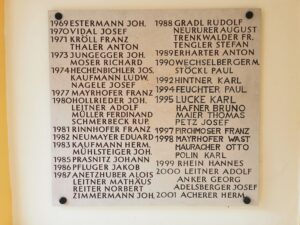 1969 ESTERMANN JOH.
1970 VIDAL JOSEF
1971 KRÖLL FRANZ
THALER ANTON
1973 JUNGEGGER JOH.
MOSER RICHARD
1974 HECHENBICHLER JOS.
KAUFMANN LUDW.
NAGELE JOSEF
1977 MAYRHOFER FRANZ
1980 HOLLRIEDER JOH.
LEITNER ADOLF
MÜLLER FERDINAND
SCHMERBECK RUP.
1981 RINNHOFER FRANZ
1982 NEUMAYER EDUARD
1983 KAUFMANN HERM.
MÜHLSTEIGER JOH.
1985 PRASNITZ JOHANN
1986 PFLUGER JAKOB
1987 ANETZHUBER ALOIS
LEITNER MATHÄUS
REITER NORBERT
ZIMMERMANN JOH.
1988 GRADL RUDOLF
NEURURER AUGUST
TRENKWALDER FR.
TENGLER STEFAN
1989 ERHARTER ANTON
1990 WECHSELBERGER M.
STÖCKL PAUL
1992 HINTNER KARL
1994 FEUCHTER PAUL
1995 LUCKE KARL
HAFNER BRUNO
MAIER THOMAS
PETZ JOSEF
1997 PIRCHMOSER FRANZ
1998 MAYRHOFER WAST
MAURACHER OTTO
POLIN KARL
1999 RHEIN HANNES
2000 LEITNER ADOLF
ANKER GEORG
ADELSBERGER JOSEF
2001 ACHERER HERM.